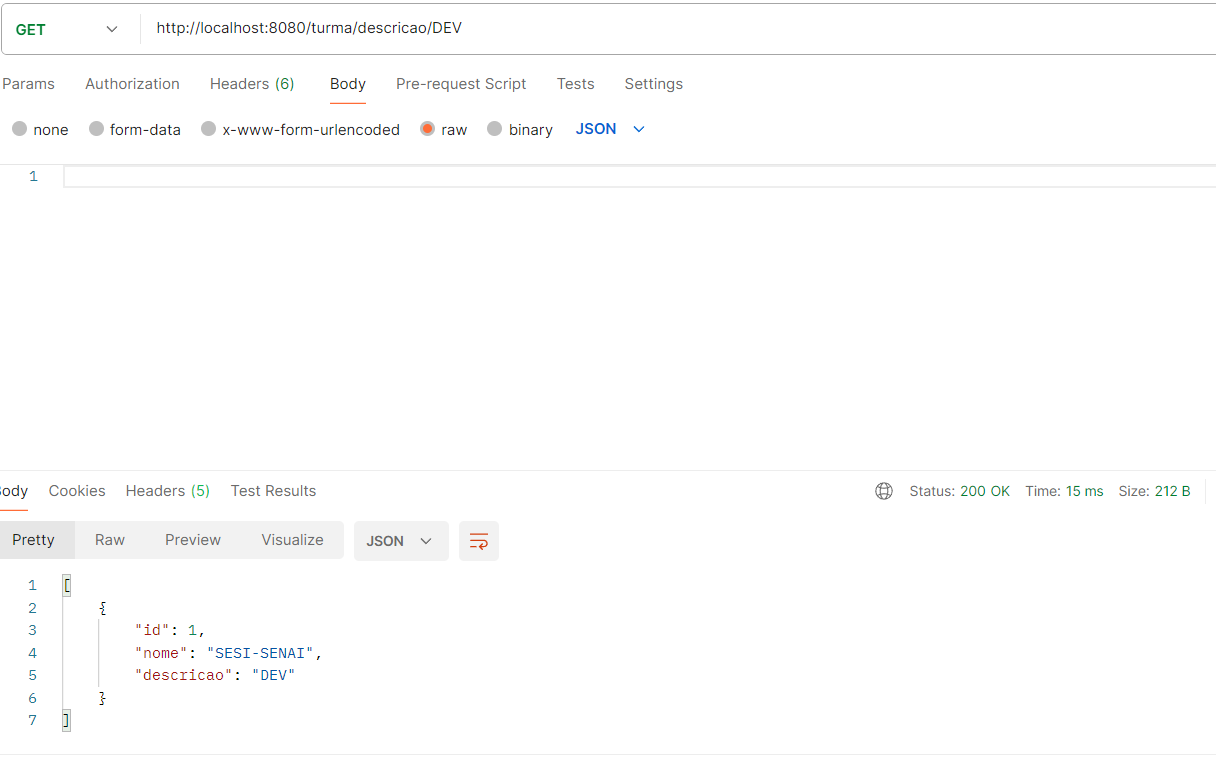 GET http://localhost:8080/turma/descricao/DEV
Params Authorization Headers (6) Body Pre-request Script Tests Settings
none form-data x-www-form-urlencoded raw binary JSON
1
ody Cookies Headers (5) Test Results Status: 200 OK Time: 15 ms Size: 212 B
Pretty Raw Preview Visualize JSON
1 [
2 {
3 "id": 1,
4 "nome": "SESI-SENAI",
5 "descricao": "DEV"
6 }
7 ]